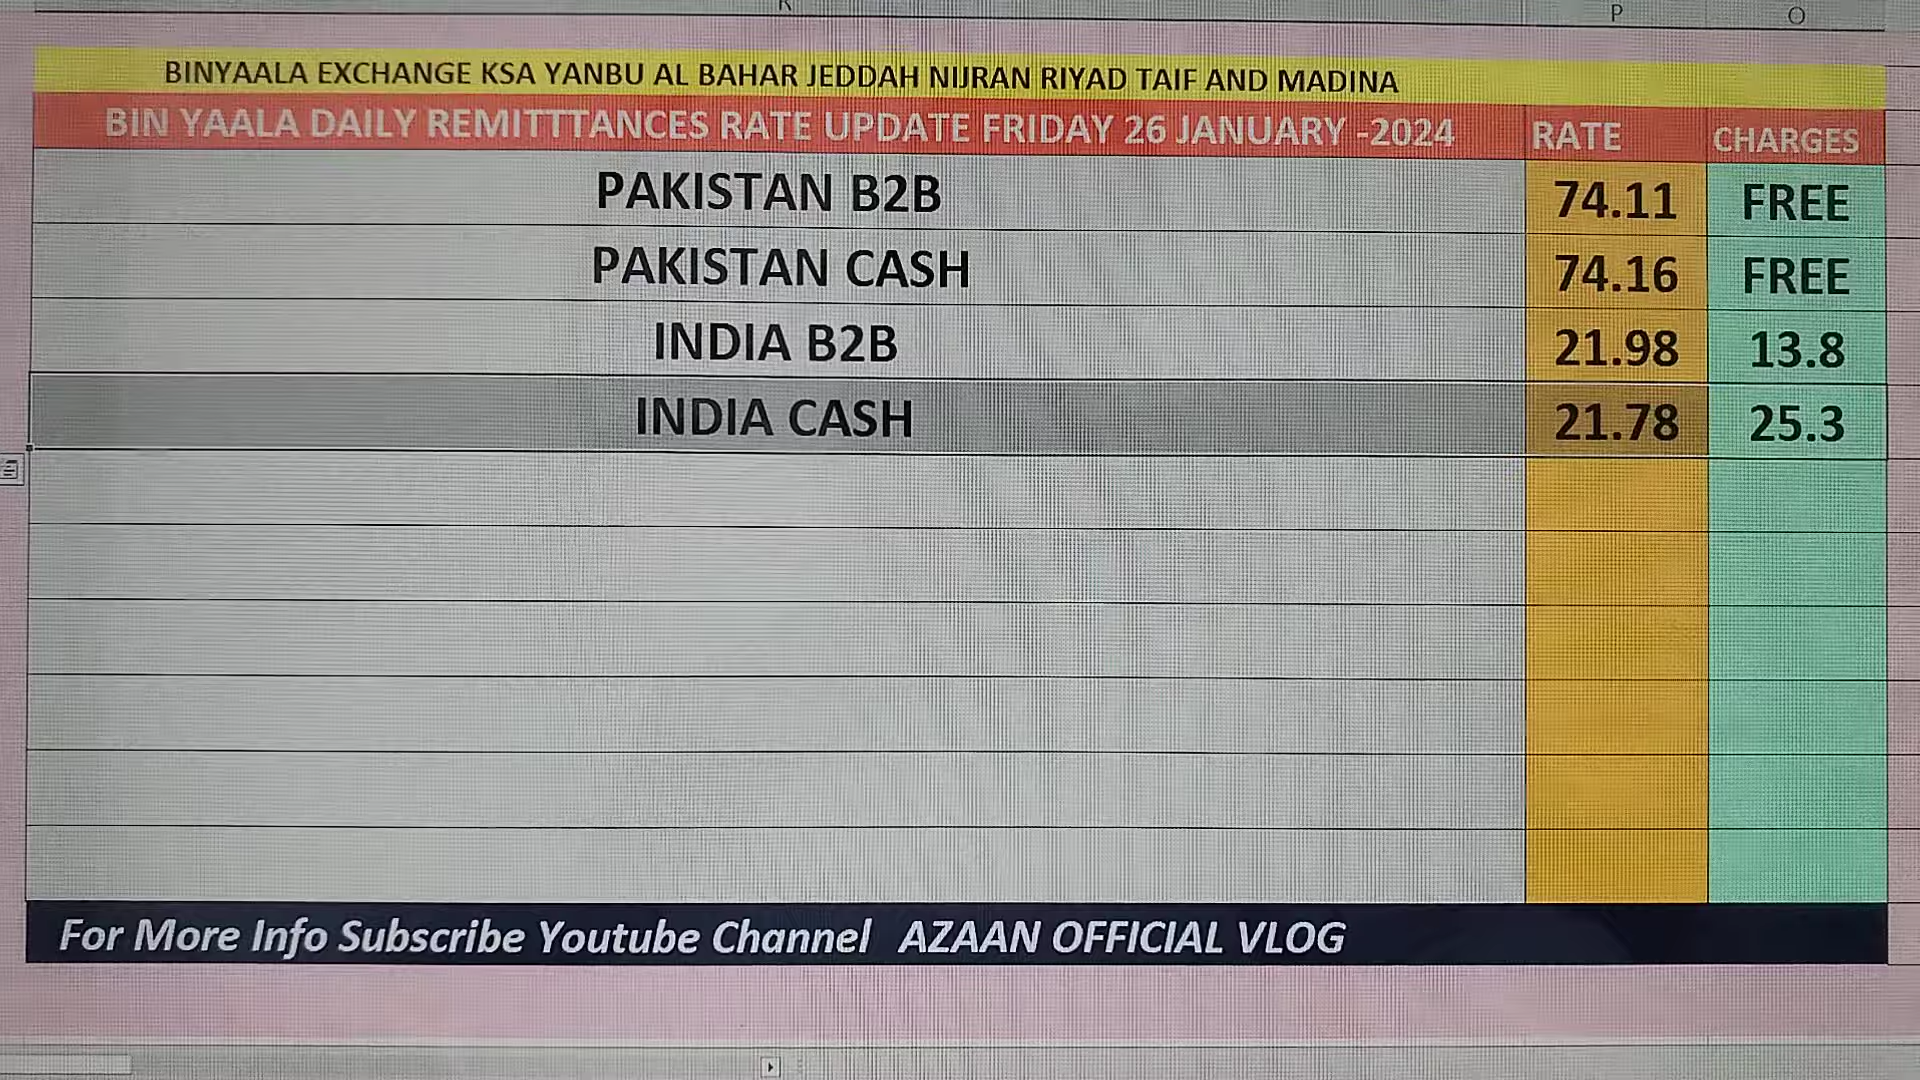 P O
BINYAALA EXCHANGE KSA YANBU AL BAHAR JEDDAH NIJRAN RIYAD TAIF AND MADINA
BIN YAALA DAILY REMITTTANCES RATE UPDATE FRIDAY 26 JANUARY -2024 RATE CHARGES
PAKISTAN B2B 74.11 FREE
PAKISTAN CASH 74.16 FREE
INDIA B2B 21.98 13.8
INDIA CASH 21.78 25.3
For More Info Subscribe Youtube Channel AZAAN OFFICIAL VLOG